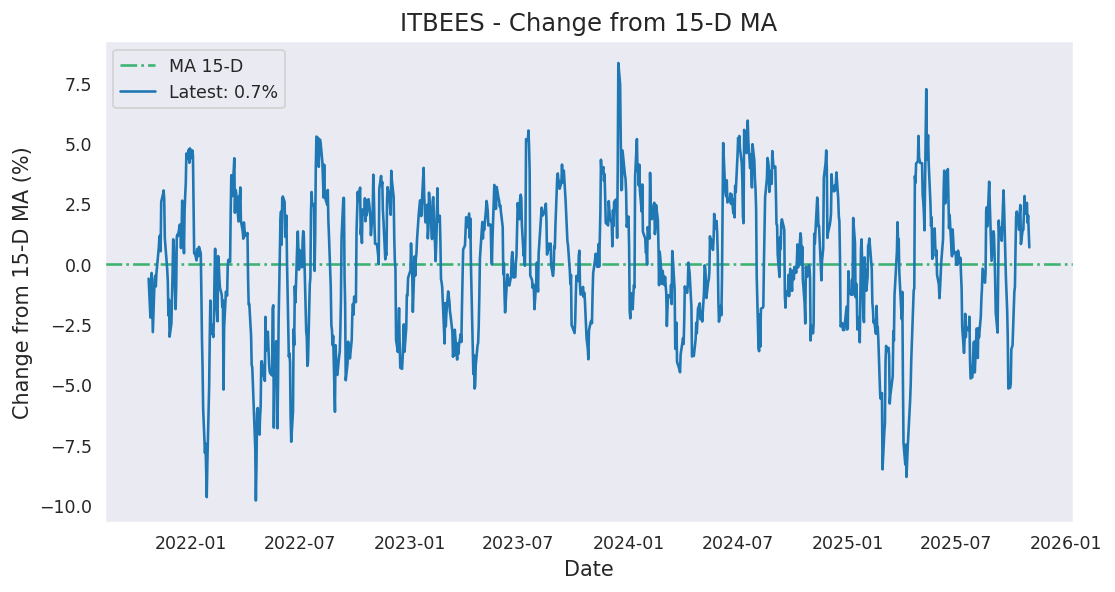 ITBEES - Change from 15-D MA
MA 15-D
Latest: 0.7%
Change from 15-D MA (%)
7.5
5.0
2.5
0.0
−2.5
−5.0
−7.5
−10.0
2022-01 2022-07 2023-01 2023-07 2024-01 2024-07 2025-01 2025-07 2026-01
Date